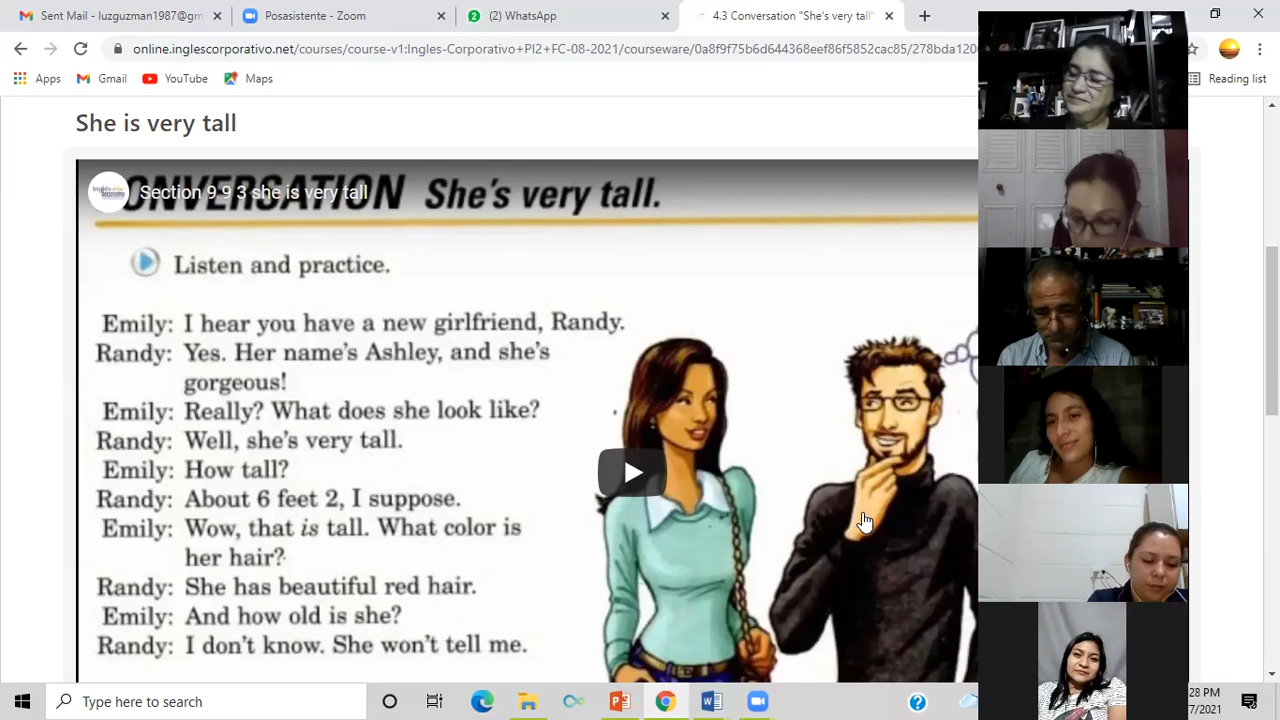 Sent Mail - luzguzman1987@gm
Posasistencia - Zoom
(2) WhatsApp
4.3 Conversation “She's very tall”
online.inglescorporativo.net/courses/course-v1:Inglescorporativo+PI2+FC-08-2021/courseware/0a8f9f75b6d644368eef86f5852cac85/278bda120
Apps
Gmail
YouTube
Maps
Reading list
She is very tall
CONVERSATION She's very tall.
Section 9 9 3 she is very tall
Listen and practice.
Emily: I hear you have a new girlfriend, Randy.
Randy: Yes. Her name's Ashley, and she's
gorgeous!
Emily: Really? What does she look like?
Randy: Well, she's very tall.
Emily: How tall?
Randy: About 6 feet 2, I suppose.
Emily: Wow, that is tall. What color is
her hair?
Randy: She has beautiful red hair.
Emily: And how old is she?
Randy: I don't know. She won't tell me.
Type here to search
:28 PM
7/2021